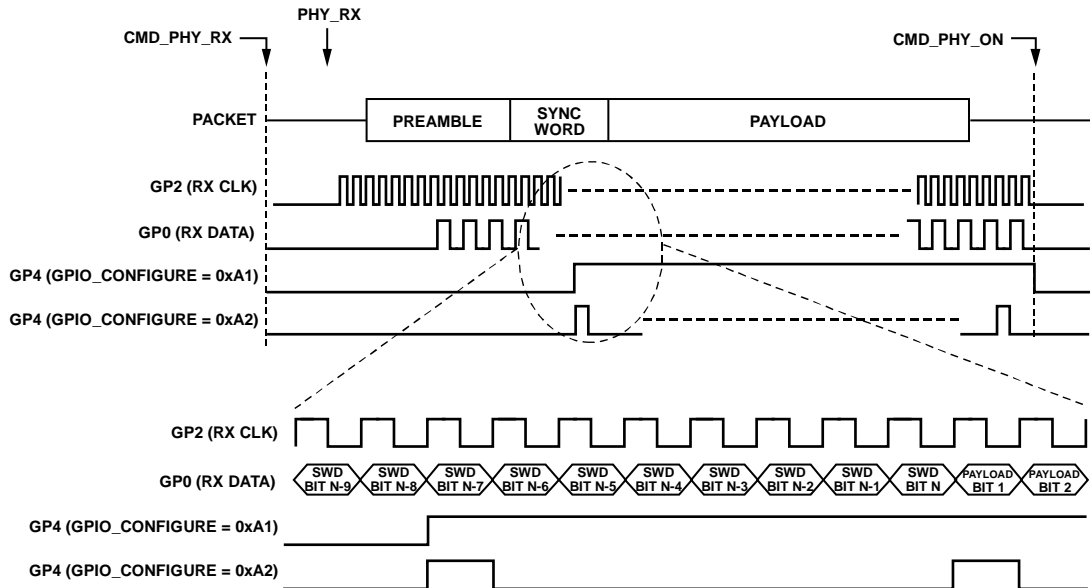 PHY_RX
CMD_PHY_RX
CMD_PHY_ON
PACKET
PREAMBLE
SYNC
WORD
PAYLOAD
GP2 (RX CLK)
GP0 (RX DATA)
GP4 (GPIO_CONFIGURE = 0xA1)
GP4 (GPIO_CONFIGURE = 0xA2)
GP2 (RX CLK)
GP0 (RX DATA)
SWD
BIT N-9
SWD
BIT N-8
SWD
BIT N-7
SWD
BIT N-6
SWD
BIT N-5
SWD
BIT N-4
SWD
BIT N-3
SWD
BIT N-2
SWD
BIT N-1
SWD
BIT N
PAYLOAD
BIT 1
PAYLOAD
BIT 2
GP4 (GPIO_CONFIGURE = 0xA1)
GP4 (GPIO_CONFIGURE = 0xA2)